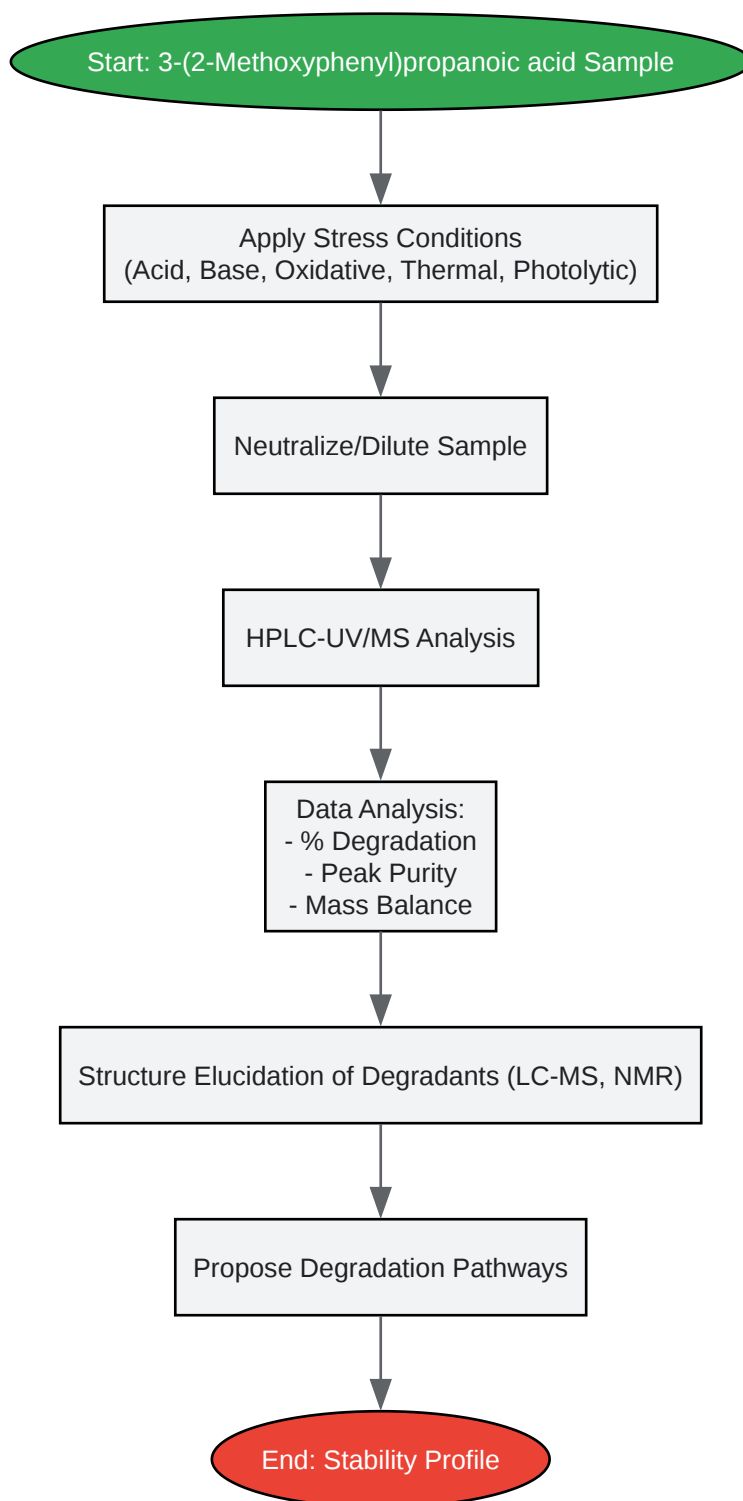 Start: 3-(2-Methoxyphenyl)propanoic acid Sample
Apply Stress Conditions
(Acid, Base, Oxidative, Thermal, Photolytic)
Neutralize/Dilute Sample
HPLC-UV/MS Analysis
Data Analysis:
- % Degradation
- Peak Purity
- Mass Balance
Structure Elucidation of Degradants (LC-MS, NMR)
Propose Degradation Pathways
End: Stability Profile